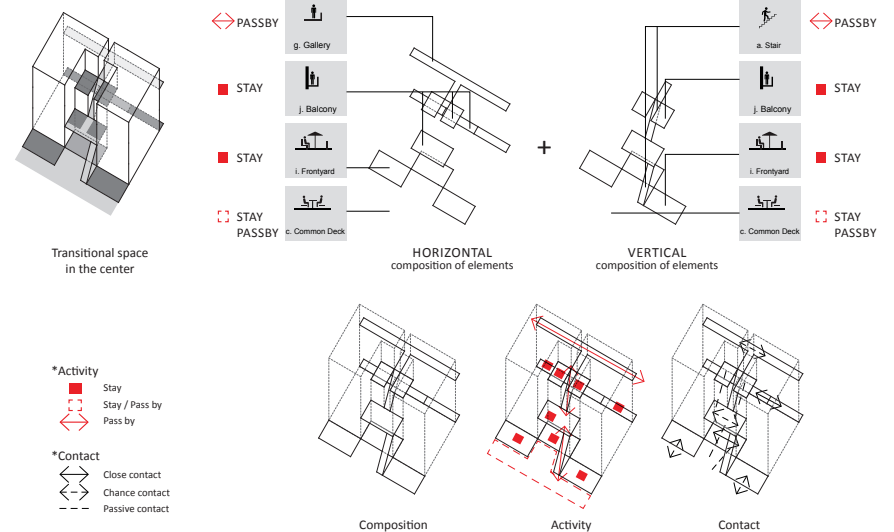 PASSBY
g. Gallery
a. Stair
PASSBY
STAY
j. Balcony
j. Balcony
STAY
STAY
i. Frontyard
+
i. Frontyard
STAY
STAY
PASSBY
c. Common Deck
c. Common Deck
STAY
PASSBY
Transitional space
in the center
HORIZONTAL
composition of elements
VERTICAL
composition of elements
*Activity
Stay
Stay / Pass by
Pass by
*Contact
Close contact
Chance contact
Passive contact
Composition
Activity
Contact